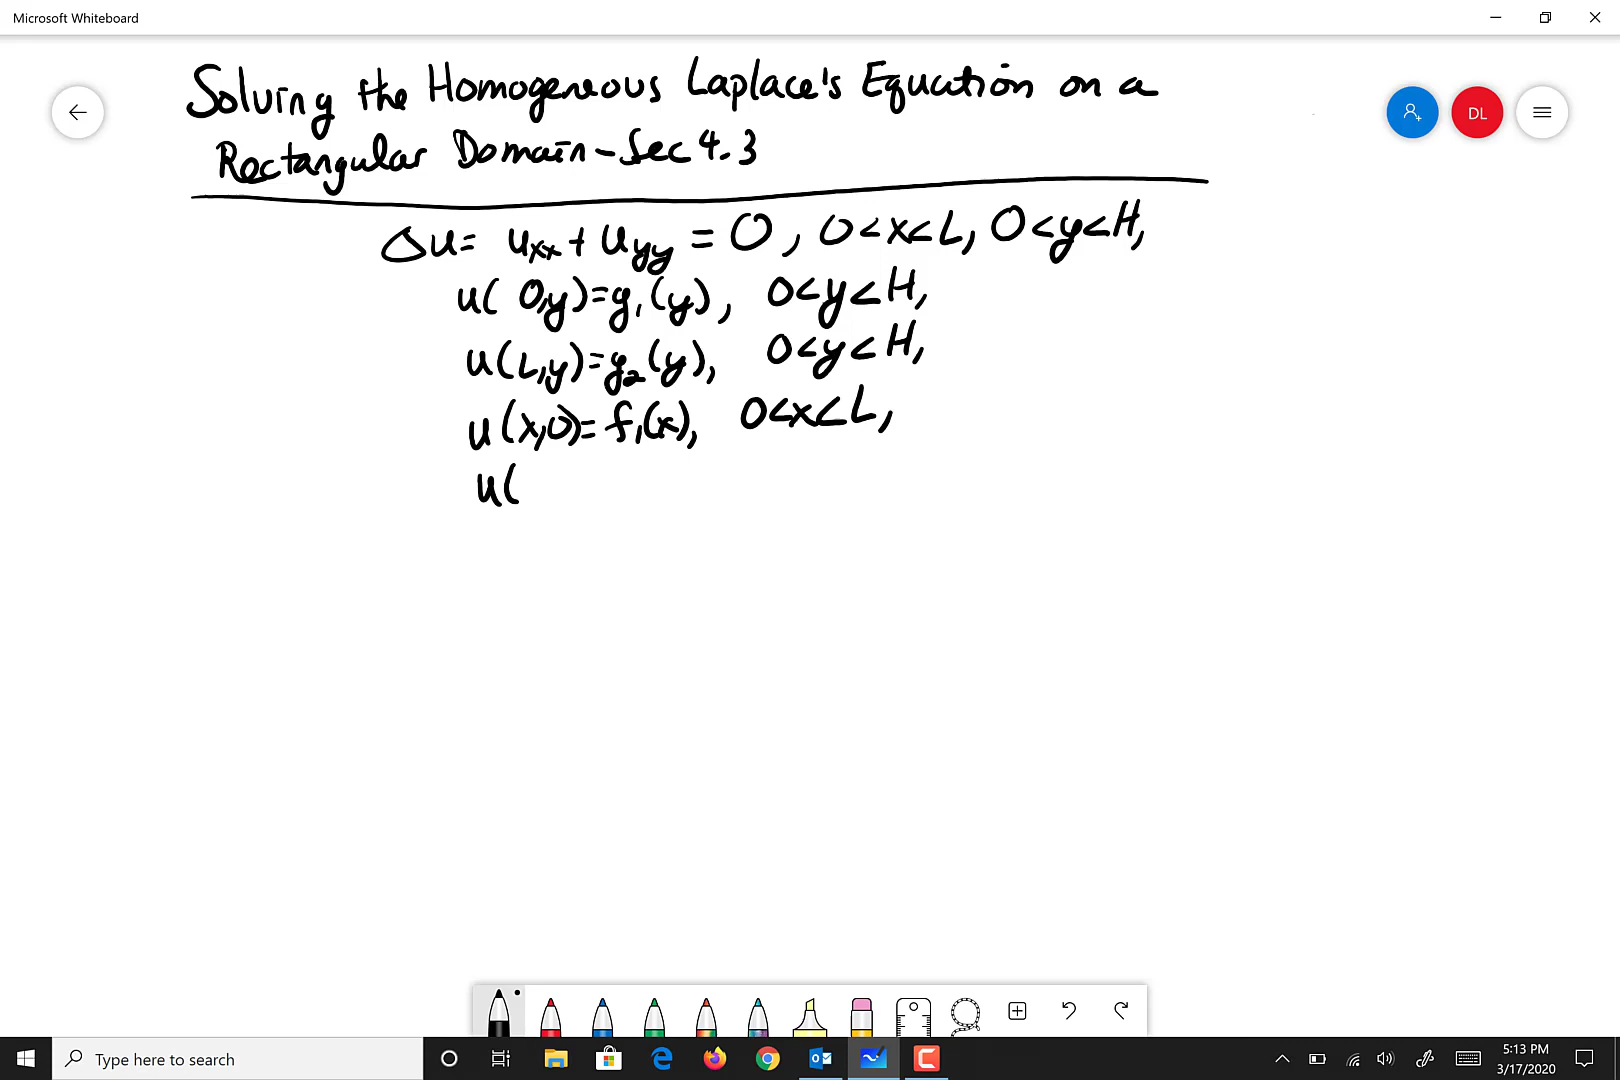 Microsoft Whiteboard
Solving the Homogeneous Laplace's Equation on a
Rectangular Domain - Sec 4.3
Δu = u_xx + u_yy = 0, 0<x<L, 0<y<H,
u(0,y)=g₁(y), 0<y<H,
u(L,y)=g₂(y), 0<y<H,
u(x,0)=f₁(x), 0<x<L,
u(
DL
Type here to search
5:13 PM
3/17/2020